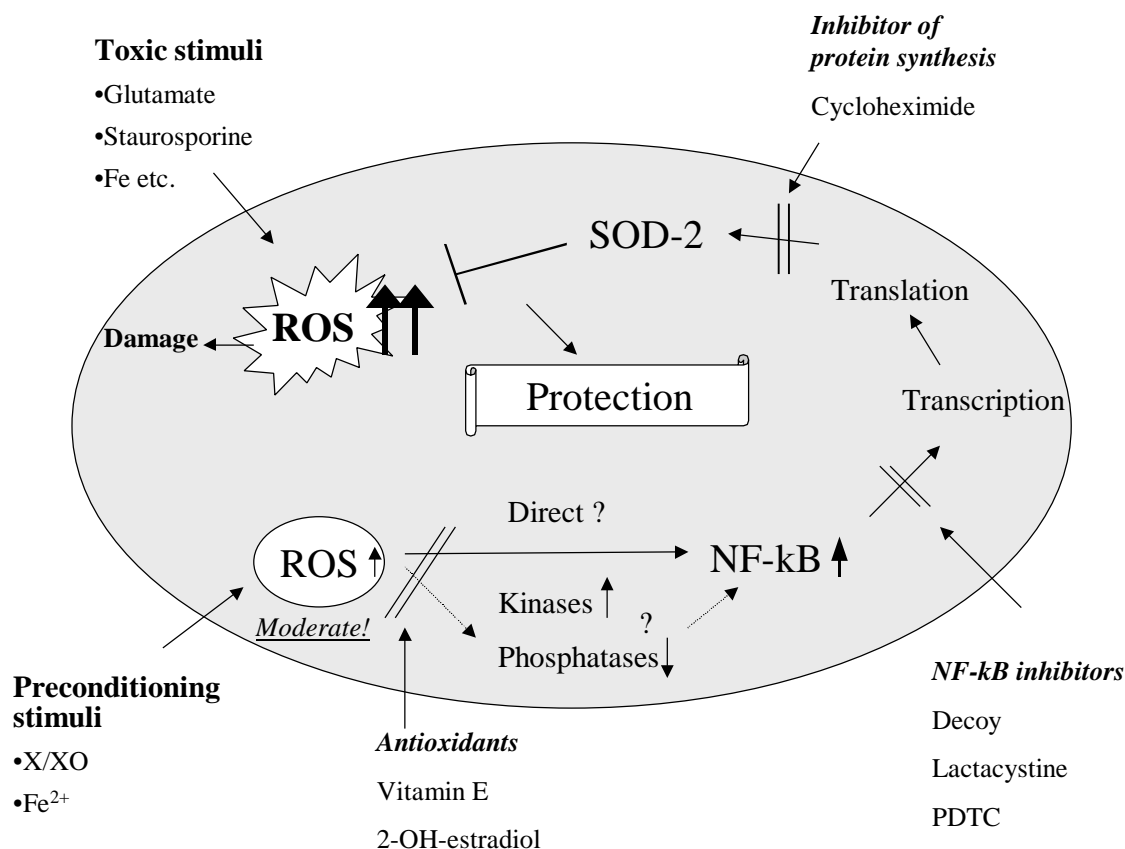 Toxic stimuli
•Glutamate
•Staurosporine
•Fe etc.
Inhibitor of
protein synthesis
Cycloheximide
SOD-2
Translation
Transcription
ROS
Damage
Protection
Direct ?
ROS
Moderate!
NF-kB
Kinases
?
Phosphatases
Preconditioning
stimuli
•X/XO
•Fe²⁺
Antioxidants
Vitamin E
2-OH-estradiol
NF-kB inhibitors
Decoy
Lactacystine
PDTC